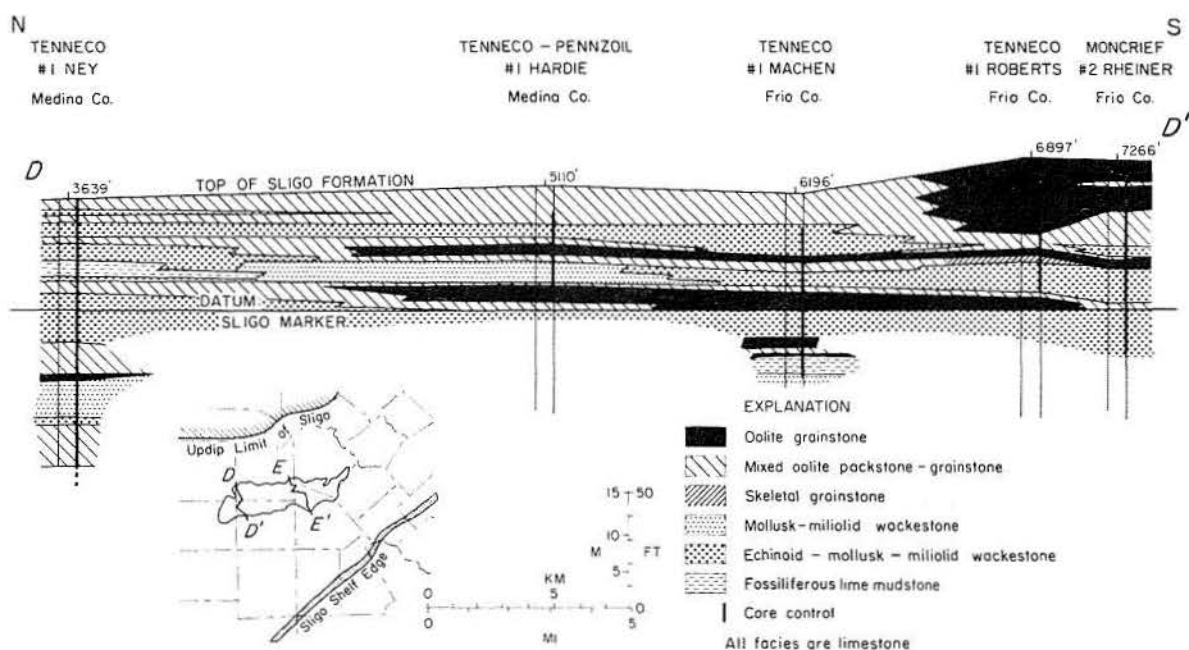 N
S
TENNECO
#1 NEY
Medina Co.
TENNECO – PENNZOIL
#1 HARDIE
Medina Co.
TENNECO
#1 MACHEN
Frio Co.
TENNECO
#1 ROBERTS
Frio Co.
MONCRIEF
#2 RHEINER
Frio Co.
D
D'
3639'
TOP OF SLIGO FORMATION
5110'
6196'
6897'
7266'
DATUM
SLIGO MARKER
Updip Limit of Sligo
D
E
D'
E'
Sligo Shelf Edge
15 50
10
M FT
5
0
KM
0 5
0 5
MI
EXPLANATION
Oolite grainstone
Mixed oolite packstone – grainstone
Skeletal grainstone
Mollusk – miliolid wackestone
Echinoid – mollusk – miliolid wackestone
Fossiliferous lime mudstone
Core control
All facies are limestone